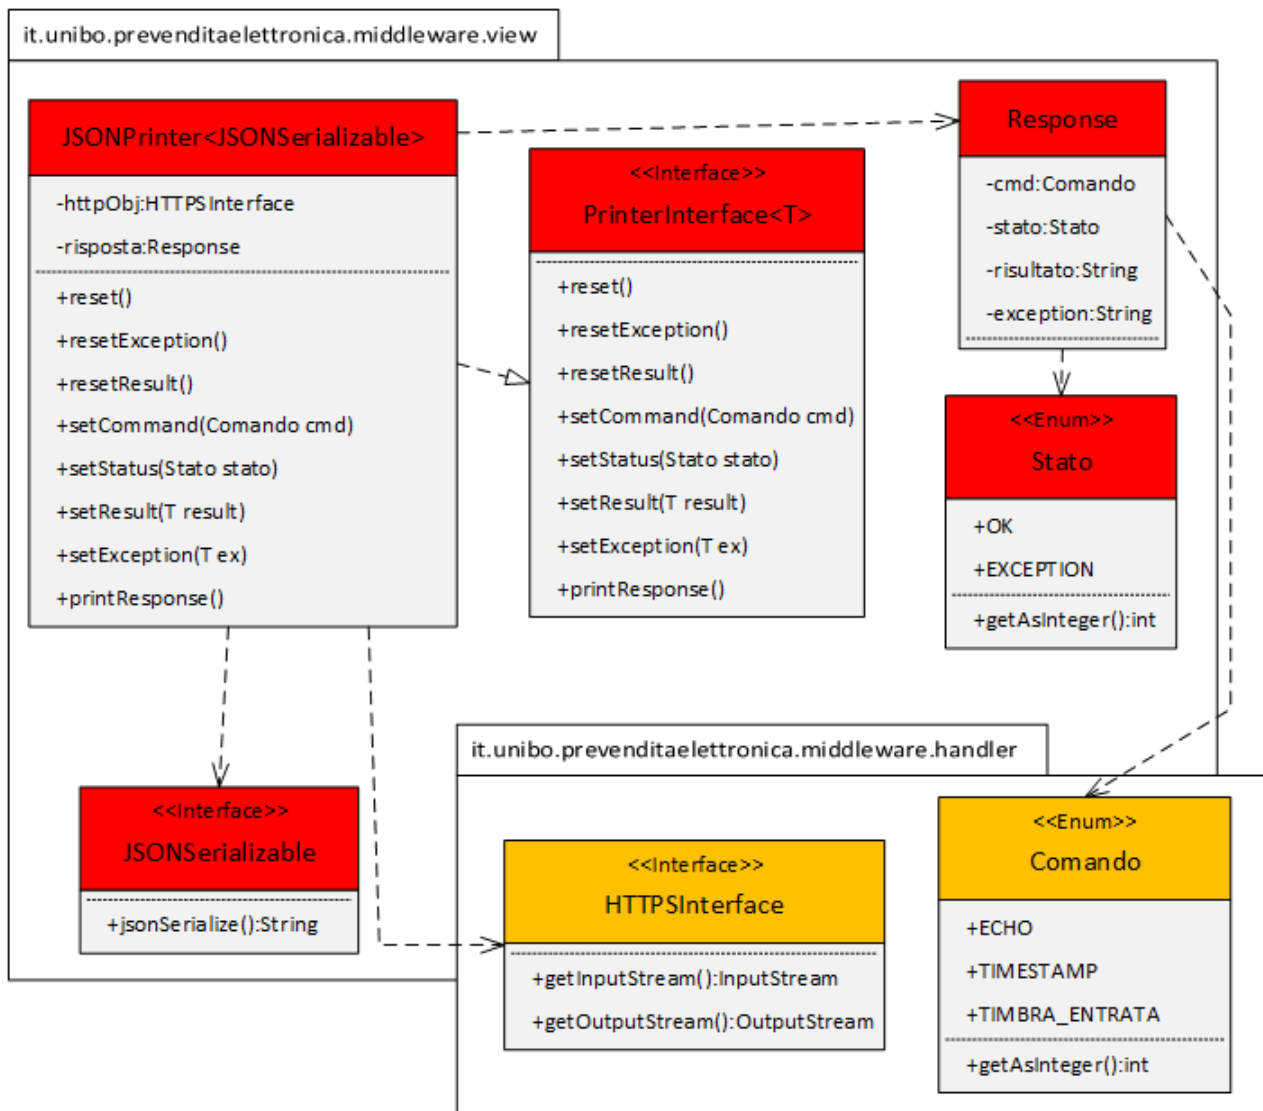 it.unibo.prevenditaelettronica.middleware.view
JSONPrinter<JSONSerializable>
-httpObj:HTTPSInterface
-risposta:Response
+reset()
+resetException()
+resetResult()
+setCommand(Comando cmd)
+setStatus(Stato stato)
+setResult(T result)
+setException(T ex)
+printResponse()
<<Interface>>
PrinterInterface<T>
+reset()
+resetException()
+resetResult()
+setCommand(Comando cmd)
+setStatus(Stato stato)
+setResult(T result)
+setException(T ex)
+printResponse()
Response
-cmd:Comando
-stato:Stato
-risultato:String
-exception:String
<<Enum>>
Stato
+OK
+EXCEPTION
+getAsInteger():int
<<Interface>>
JSONSerializable
+jsonSerialize():String
it.unibo.prevenditaelettronica.middleware.handler
<<Interface>>
HTTPSInterface
+getInputStream():InputStream
+getOutputStream():OutputStream
<<Enum>>
Comando
+ECHO
+TIMESTAMP
+TIMBRA_ENTRATA
+getAsInteger():int